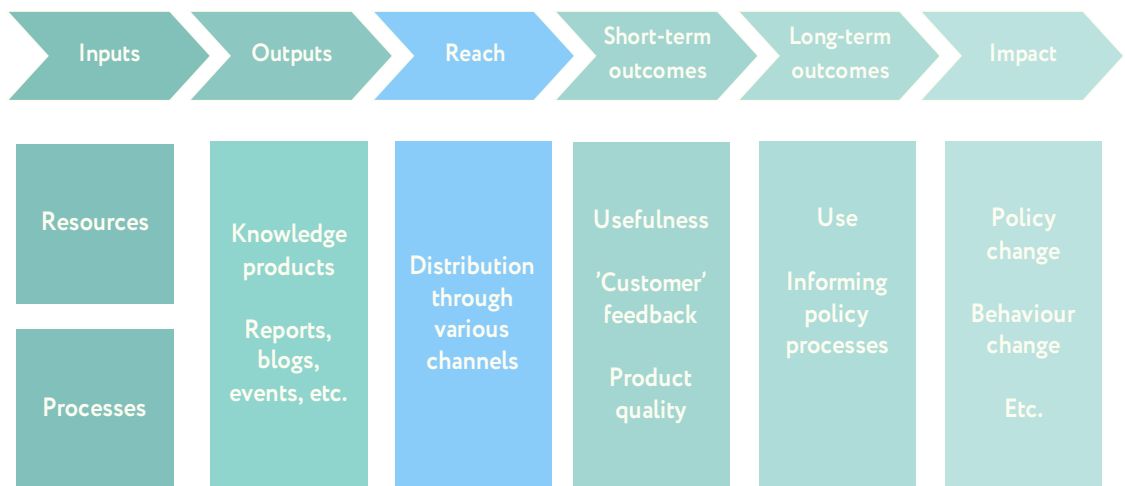 Inputs
Outputs
Reach
Short-term
outcomes
Long-term
outcomes
Impact
Resources
Processes
Knowledge
products
Reports,
blogs,
events, etc.
Distribution
through
various
channels
Usefulness
'Customer'
feedback
Product
quality
Use
Informing
policy
processes
Policy
change
Behaviour
change
Etc.